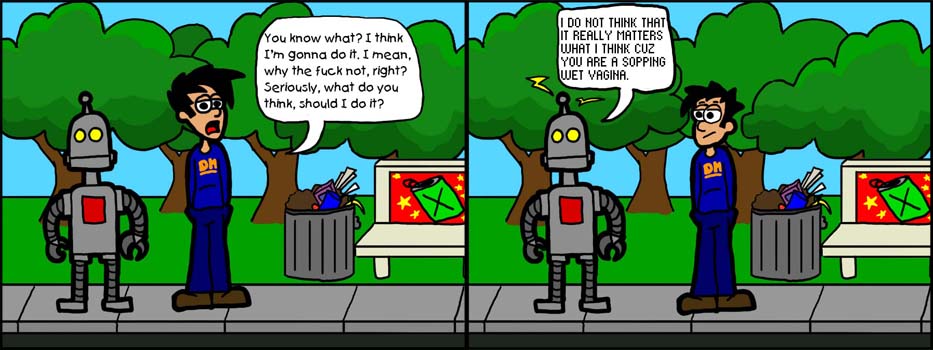 You know what? I think
I'm gonna do it. I mean,
why the fuck not, right?
Seriously, what do you
think, should I do it?
DM
I DO NOT THINK THAT
IT REALLY MATTERS
WHAT I THINK CUZ
YOU ARE A SOPPING
WET VAGINA.
DM